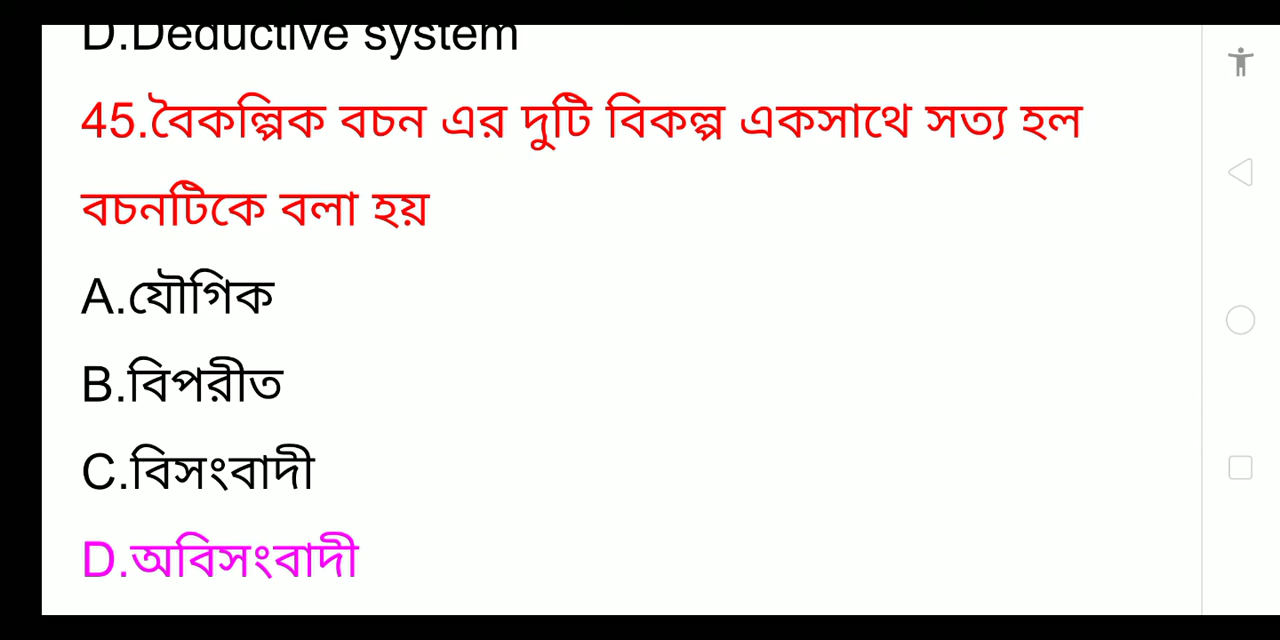 D.Deductive system
45.বৈকল্পিক বচন এর দুটি বিকল্প একসাথে সত্য হল
বচনটিকে বলা হয়
A.যৌগিক
B.বিপরীত
C.বিসংবাদী
D.অবিসংবাদী